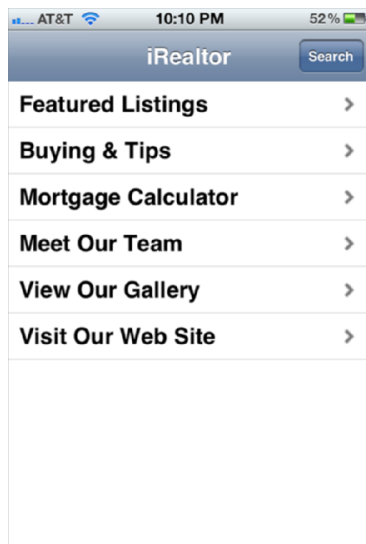 AT&T 10:10 PM 52%
iRealtor Search
Featured Listings
Buying & Tips
Mortgage Calculator
Meet Our Team
View Our Gallery
Visit Our Web Site